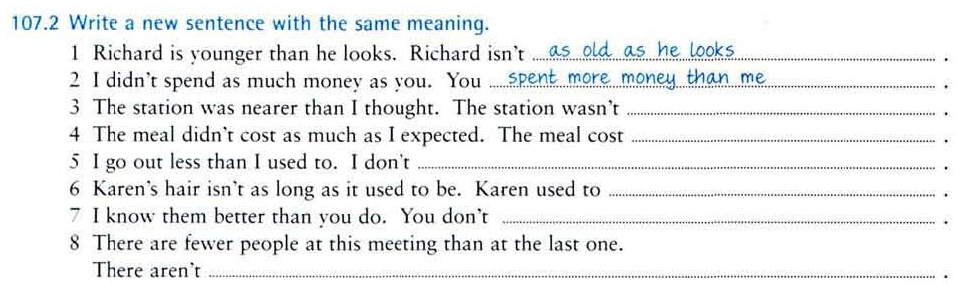 107.2 Write a new sentence with the same meaning.
1 Richard is younger than he looks. Richard isn't as old as he looks.
2 I didn't spend as much money as you. You spent more money than me.
3 The station was nearer than I thought. The station wasn't .
4 The meal didn't cost as much as I expected. The meal cost .
5 I go out less than I used to. I don't .
6 Karen's hair isn't as long as it used to be. Karen used to .
7 I know them better than you do. You don't .
8 There are fewer people at this meeting than at the last one.
There aren't .